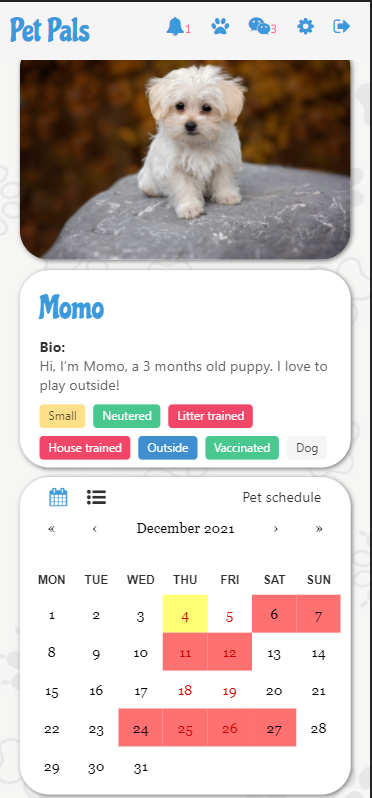 Pet Pals 1 3
Momo
Bio:
Hi, I'm Momo, a 3 months old puppy. I love to
play outside!
Small Neutered Litter trained
House trained Outside Vaccinated Dog
Pet schedule
« ‹ December 2021 › »
MON TUE WED THU FRI SAT SUN
1 2 3 4 5 6 7
8 9 10 11 12 13 14
15 16 17 18 19 20 21
22 23 24 25 26 27 28
29 30 31